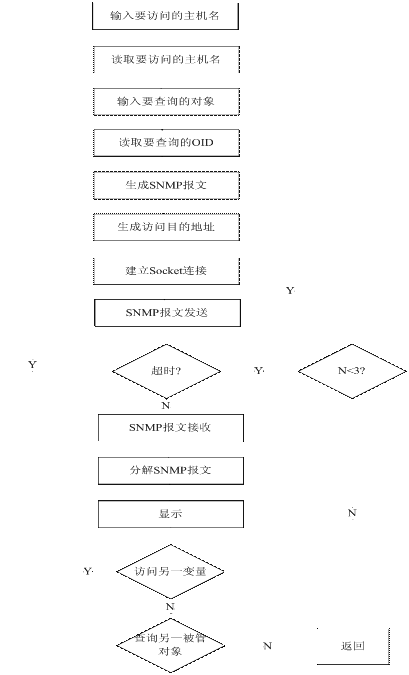 输入要访问的主机名
读取要访问的主机名
输入要查询的对象
读取要查询的OID
生成SNMP报文
生成访问目的地址
建立Socket连接
Y
SNMP报文发送
Y
超时?
Y
N<3?
N
SNMP报文接收
分解SNMP报文
显示
N
Y
访问另一变量
N
查询另一被管
对象
N
返回